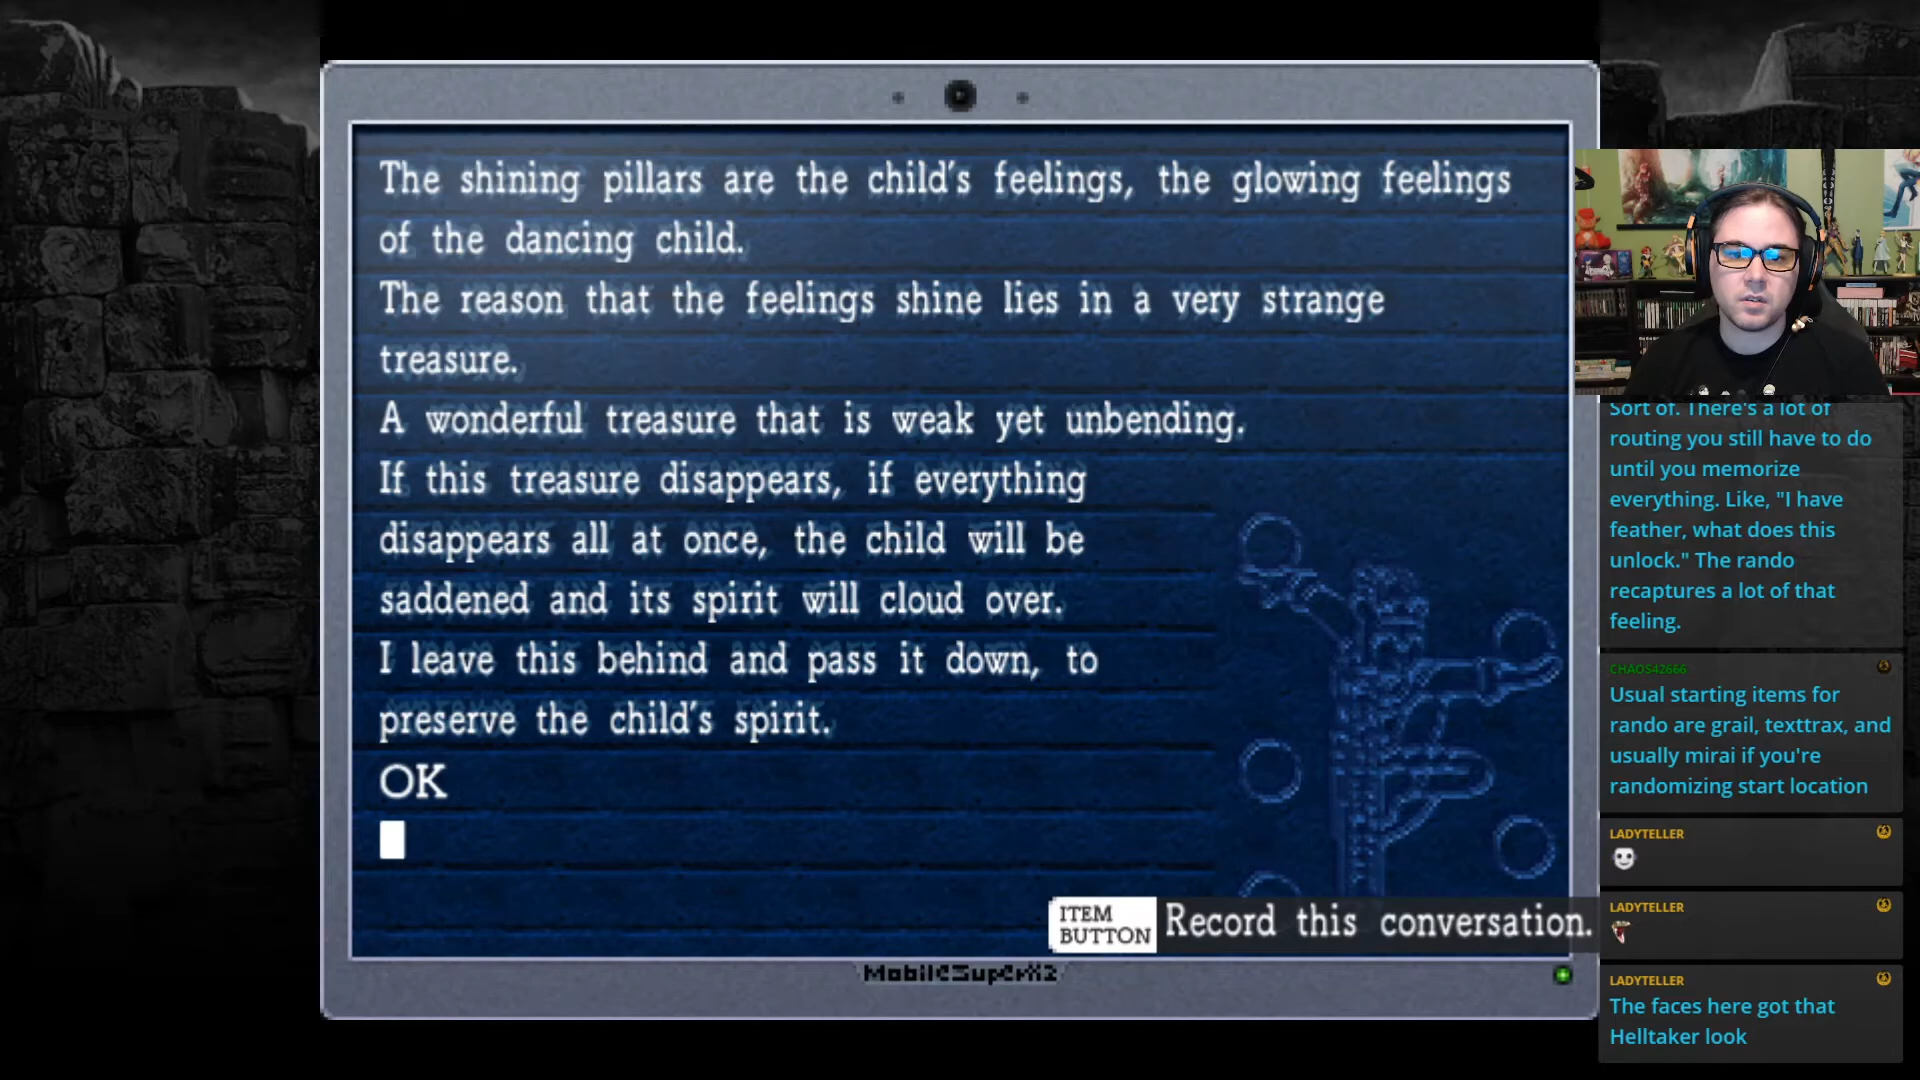 The shining pillars are the child's feelings, the glowing feelings
of the dancing child.
The reason that the feelings shine lies in a very strange
treasure.
A wonderful treasure that is weak yet unbending.
If this treasure disappears, if everything
disappears all at once, the child will be
saddened and its spirit will cloud over.
I leave this behind and pass it down, to
preserve the child's spirit.
OK
ITEM
BUTTON
Record this conversation.
MobileSuperX2
Sort of. There's a lot of
routing you still have to do
until you memorize
everything. Like, "I have
feather, what does this
unlock." The rando
recaptures a lot of that
feeling.
CHAOS42666
Usual starting items for
rando are grail, texttrax, and
usually mirai if you're
randomizing start location
LADYTELLER
LADYTELLER
LADYTELLER
The faces here got that
Helltaker look